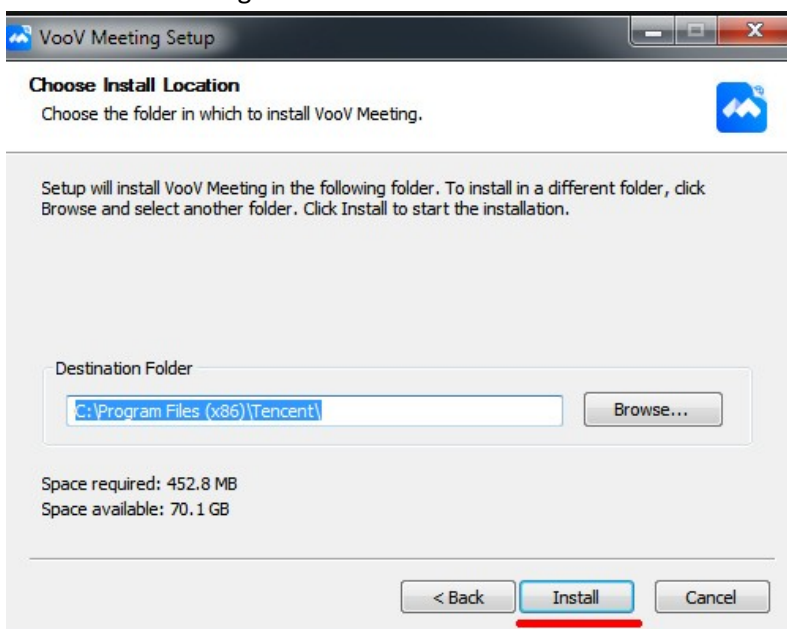 VooV Meeting Setup
Choose Install Location
Choose the folder in which to install VooV Meeting.
Setup will install VooV Meeting in the following folder. To install in a different folder, click
Browse and select another folder. Click Install to start the installation.
Destination Folder
C:\Program Files (x86)\Tencent\
Browse...
Space required: 452.8 MB
Space available: 70.1 GB
< Back
Install
Cancel